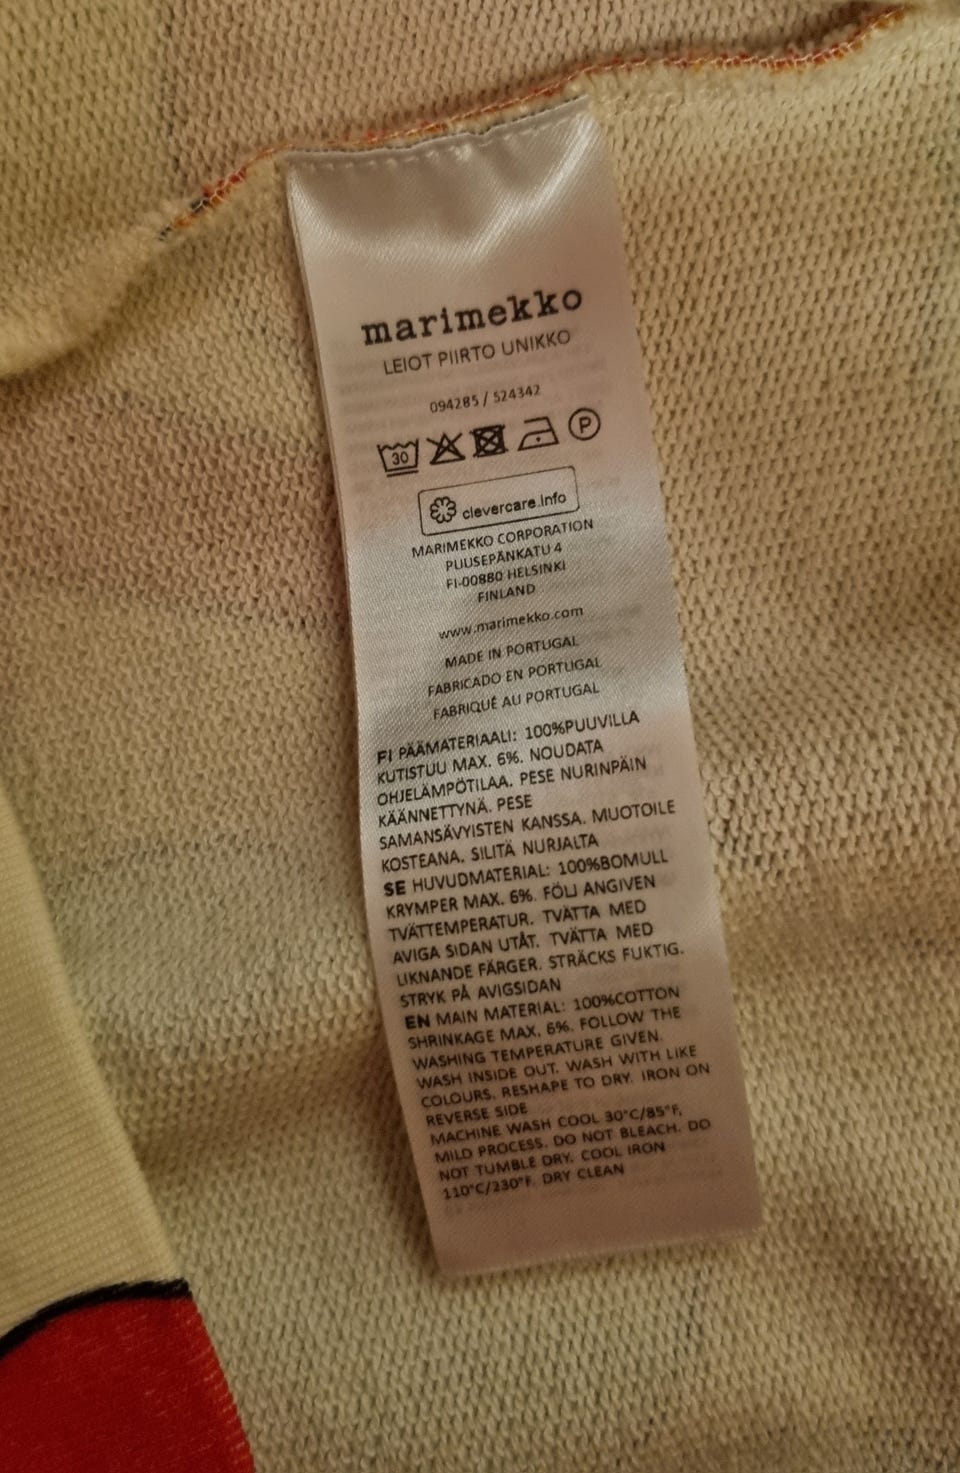 marimekko
LEIOT PIIRTO UNIKKO
094285 / 524342
30 P
clevercare.info
MARIMEKKO CORPORATION
PUUSEPÄNKATU 4
FI-00880 HELSINKI
FINLAND
www.marimekko.com
MADE IN PORTUGAL
FABRICADO EN PORTUGAL
FABRIQUÉ AU PORTUGAL
FI PÄÄMATERIAALI: 100%PUUVILLA
KUTISTUU MAX. 6%. NOUDATA
OHJELÄMPÖTILAA. PESE NURINPÄIN
KÄÄNNETTYNÄ. PESE
SAMANSÄVYISTEN KANSSA. MUOTOILE
KOSTEANA. SILITÄ NURJALTA
SE HUVUDMATERIAL: 100%BOMULL
KRYMPER MAX. 6%. FÖLJ ANGIVEN
TVÄTTEMPERATUR. TVÄTTA MED
AVIGA SIDAN UTÅT. TVÄTTA MED
LIKNANDE FÄRGER. STRÄCKS FUKTIG.
STRYK PÅ AVIGSIDAN
EN MAIN MATERIAL: 100%COTTON
SHRINKAGE MAX. 6%. FOLLOW THE
WASHING TEMPERATURE GIVEN.
WASH INSIDE OUT. WASH WITH LIKE
COLOURS. RESHAPE TO DRY. IRON ON
REVERSE SIDE
MACHINE WASH COOL 30°C/85°F,
MILD PROCESS. DO NOT BLEACH. DO
NOT TUMBLE DRY. COOL IRON
110°C/230°F. DRY CLEAN